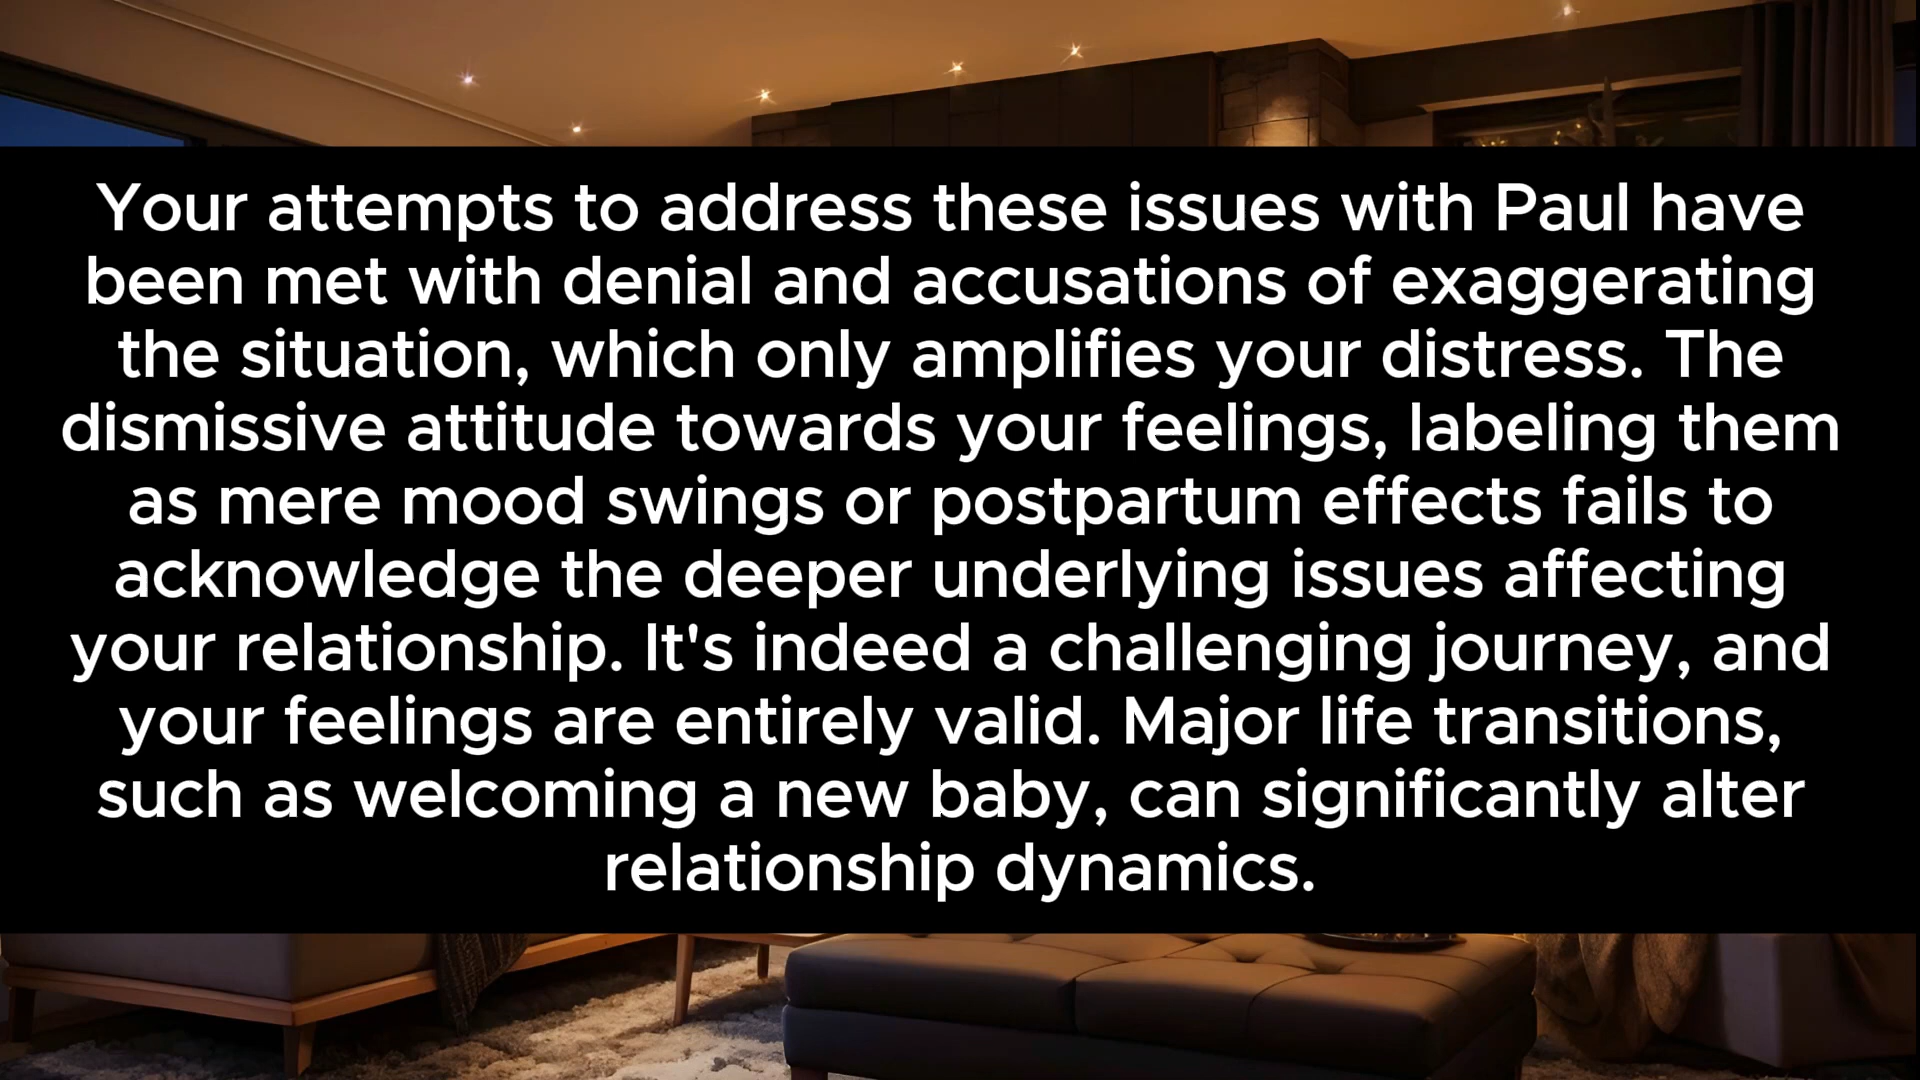 Your attempts to address these issues with Paul have
been met with denial and accusations of exaggerating
the situation, which only amplifies your distress. The
dismissive attitude towards your feelings, labeling them
as mere mood swings or postpartum effects fails to
acknowledge the deeper underlying issues affecting
your relationship. It's indeed a challenging journey, and
your feelings are entirely valid. Major life transitions,
such as welcoming a new baby, can significantly alter
relationship dynamics.